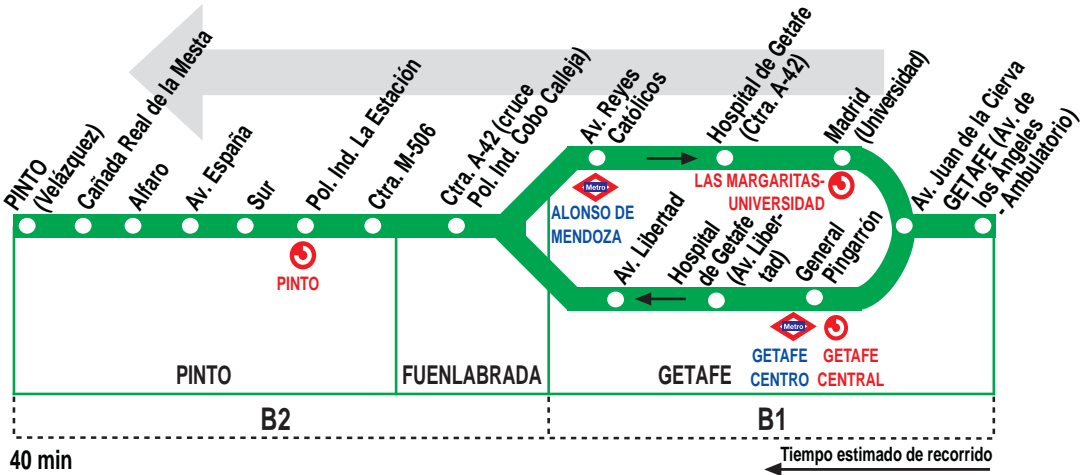 PINTO
(Velázquez)
Cañada Real de la Mesta
Alfaro
Av. España
Sur
Pol. Ind. La Estación
Ctra. M-506
Ctra. A-42 (cruce
Pol. Ind. Cobo Calleja)
Av. Reyes
Católicos
Hospital de Getafe
(Ctra. A-42)
Madrid
(Universidad)
Av. Juan de la Cierva
GETAFE (Av. de
los Ángeles
- Ambulatorio)
Metro
ALONSO DE
MENDOZA
LAS MARGARITAS-
UNIVERSIDAD
Av. Libertad
Hospital
de Getafe
(Av. Liber-
tad)
General
Pingarrón
PINTO
Metro
GETAFE
CENTRO
GETAFE
CENTRAL
PINTO
FUENLABRADA
GETAFE
B2
B1
40 min
Tiempo estimado de recorrido